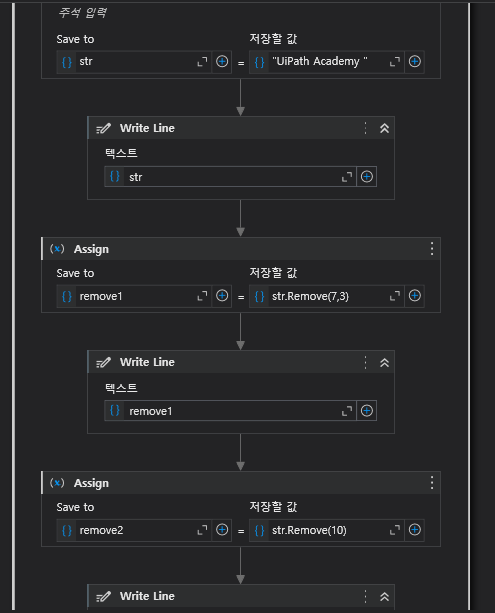 주석 입력
Save to 저장할 값
{} str = {} "UiPath Academy "
Write Line
텍스트
{} str
(x) Assign
Save to 저장할 값
{} remove1 = {} str.Remove(7,3)
Write Line
텍스트
{} remove1
(x) Assign
Save to 저장할 값
{} remove2 = {} str.Remove(10)
Write Line